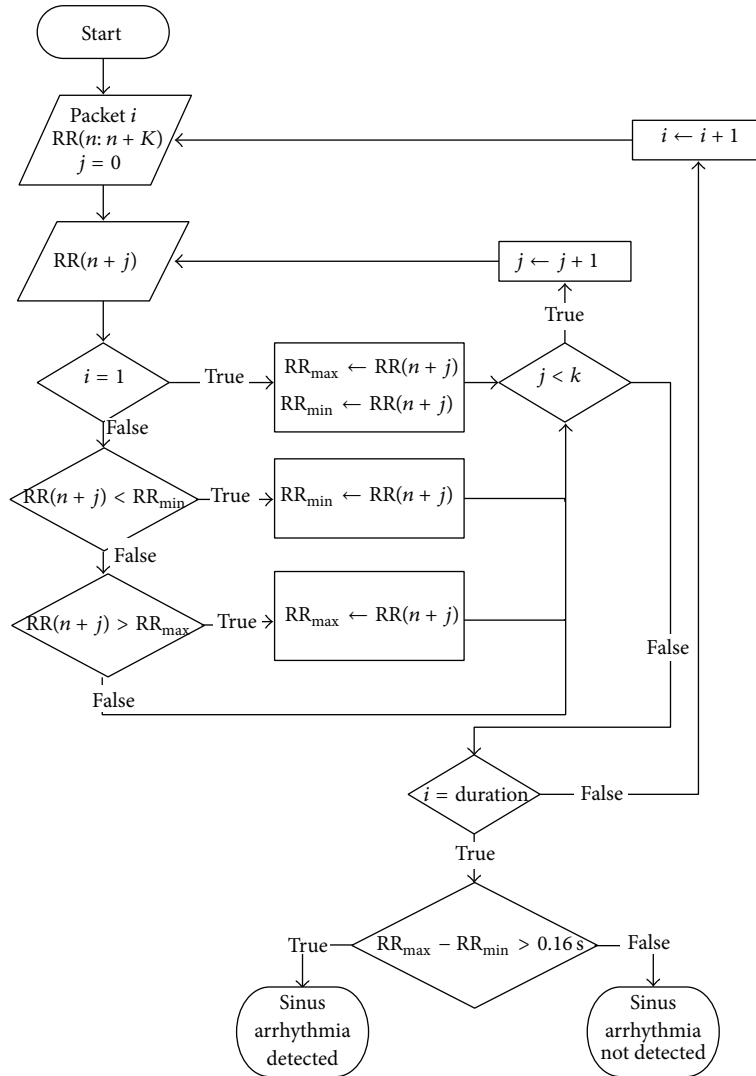 Start
Packet i
RR(n: n + K)
j = 0
i ← i + 1
RR(n + j)
j ← j + 1
True
i = 1
True
RRmax ← RR(n + j)
RRmin ← RR(n + j)
j < k
False
RR(n + j) < RRmin
True
RRmin ← RR(n + j)
False
RR(n + j) > RRmax
True
RRmax ← RR(n + j)
False
False
i = duration
False
True
True
RRmax − RRmin > 0.16 s
False
Sinus
arrhythmia
detected
Sinus
arrhythmia
not detected